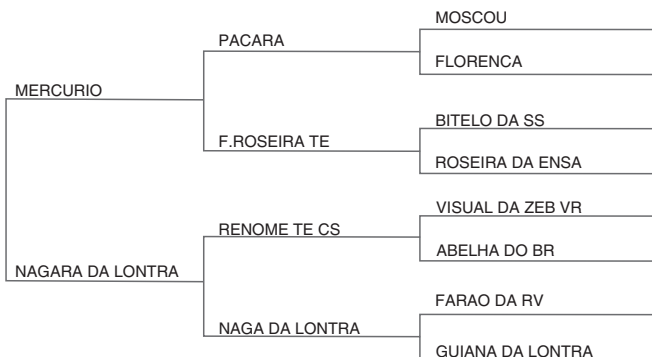 MOSCOU
PACARA
FLORENCA
MERCURIO
BITELO DA SS
F.ROSEIRA TE
ROSEIRA DA ENSA
VISUAL DA ZEB VR
RENOME TE CS
ABELHA DO BR
NAGARA DA LONTRA
FARAO DA RV
NAGA DA LONTRA
GUIANA DA LONTRA